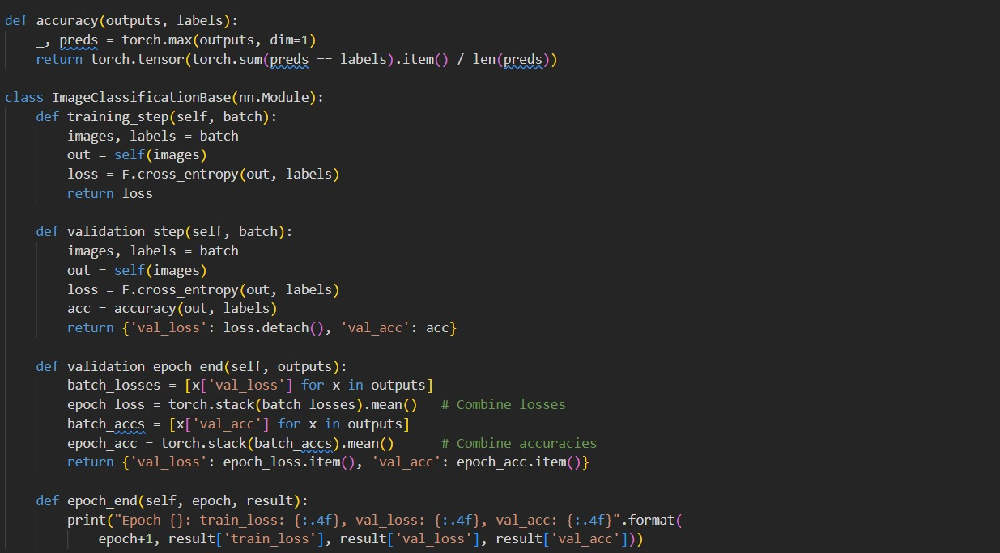 def accuracy(outputs, labels):
    _, preds = torch.max(outputs, dim=1)
    return torch.tensor(torch.sum(preds == labels).item() / len(preds))

class ImageClassificationBase(nn.Module):
    def training_step(self, batch):
        images, labels = batch
        out = self(images)
        loss = F.cross_entropy(out, labels)
        return loss

    def validation_step(self, batch):
        images, labels = batch
        out = self(images)
        loss = F.cross_entropy(out, labels)
        acc = accuracy(out, labels)
        return {'val_loss': loss.detach(), 'val_acc': acc}

    def validation_epoch_end(self, outputs):
        batch_losses = [x['val_loss'] for x in outputs]
        epoch_loss = torch.stack(batch_losses).mean()   # Combine losses
        batch_accs = [x['val_acc'] for x in outputs]
        epoch_acc = torch.stack(batch_accs).mean()      # Combine accuracies
        return {'val_loss': epoch_loss.item(), 'val_acc': epoch_acc.item()}

    def epoch_end(self, epoch, result):
        print("Epoch {}: train_loss: {:.4f}, val_loss: {:.4f}, val_acc: {:.4f}".format(
            epoch+1, result['train_loss'], result['val_loss'], result['val_acc']))